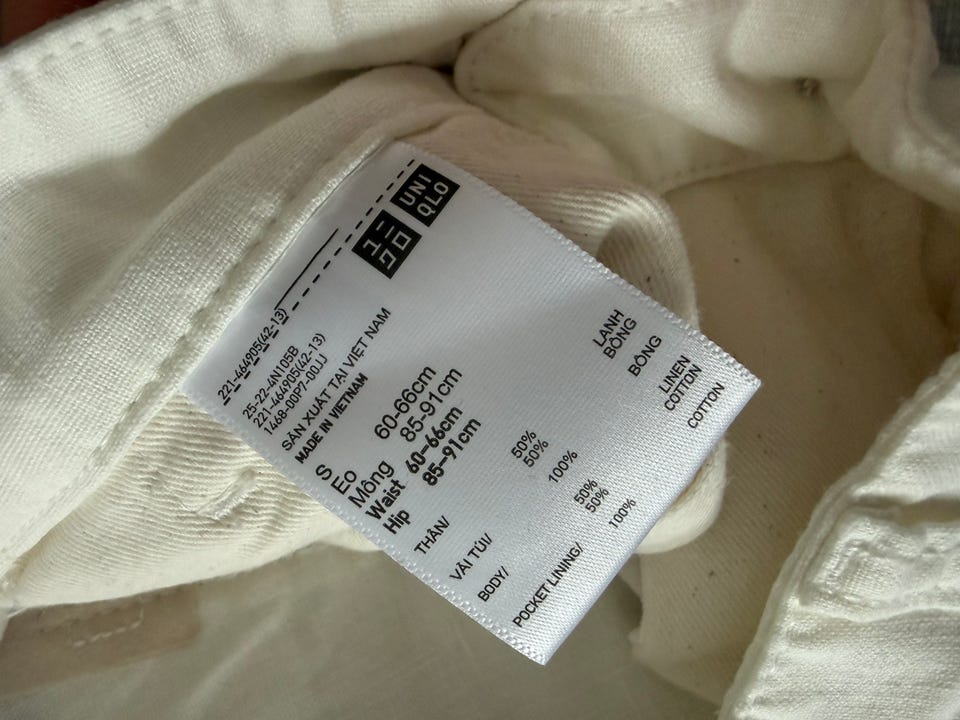 ユニ
クロ
UNI
QLO
221-464905(42-13)
25-22-4N105B
221-464905(42-13)
1468-00P7-00JJ
SẢN XUẤT TẠI VIỆT NAM
MADE IN VIETNAM
S
Eo 60-66cm
Mông 85-91cm
Waist 60-66cm
Hip 85-91cm
THÂN/ 50% LANH
50% BÔNG
VẢI TÚI/ 100% BÔNG
BODY/ 50% LINEN
50% COTTON
POCKET LINING/ 100% COTTON